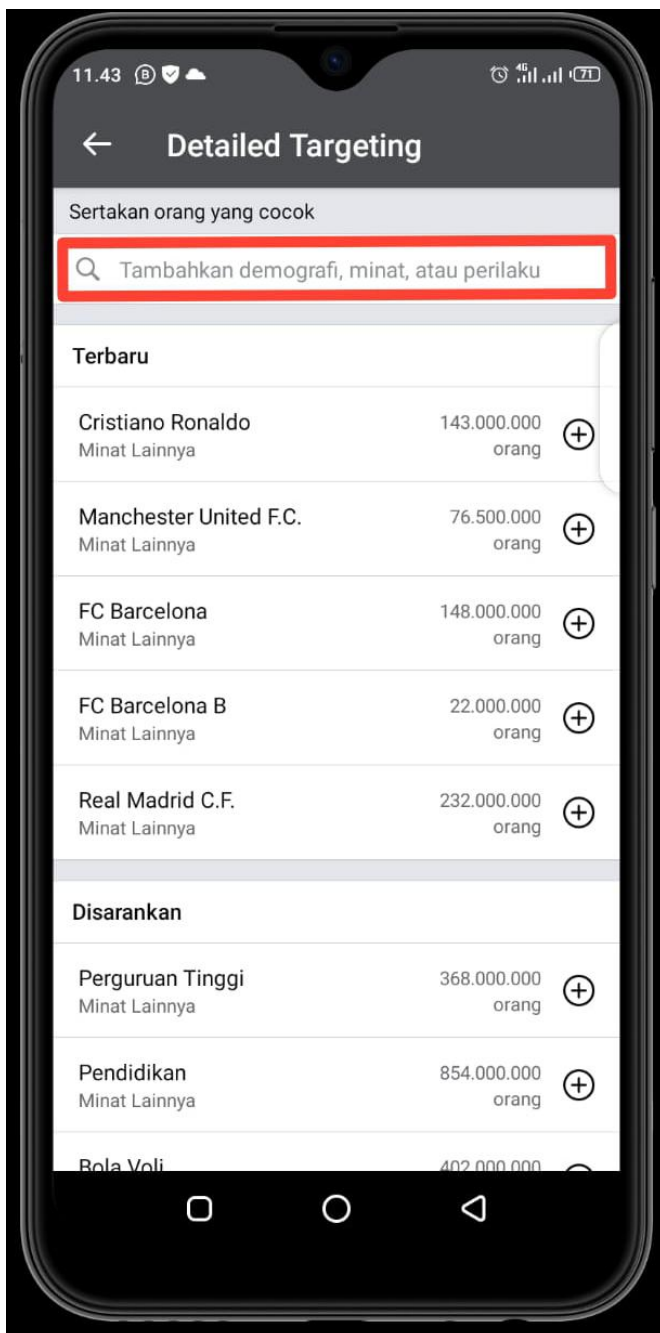 11.43
4G
71
Detailed Targeting
Sertakan orang yang cocok
Tambahkan demografi, minat, atau perilaku
Terbaru
Cristiano Ronaldo 143.000.000
Minat Lainnya orang
Manchester United F.C. 76.500.000
Minat Lainnya orang
FC Barcelona 148.000.000
Minat Lainnya orang
FC Barcelona B 22.000.000
Minat Lainnya orang
Real Madrid C.F. 232.000.000
Minat Lainnya orang
Disarankan
Perguruan Tinggi 368.000.000
Minat Lainnya orang
Pendidikan 854.000.000
Minat Lainnya orang
Bola Voli 402.000.000